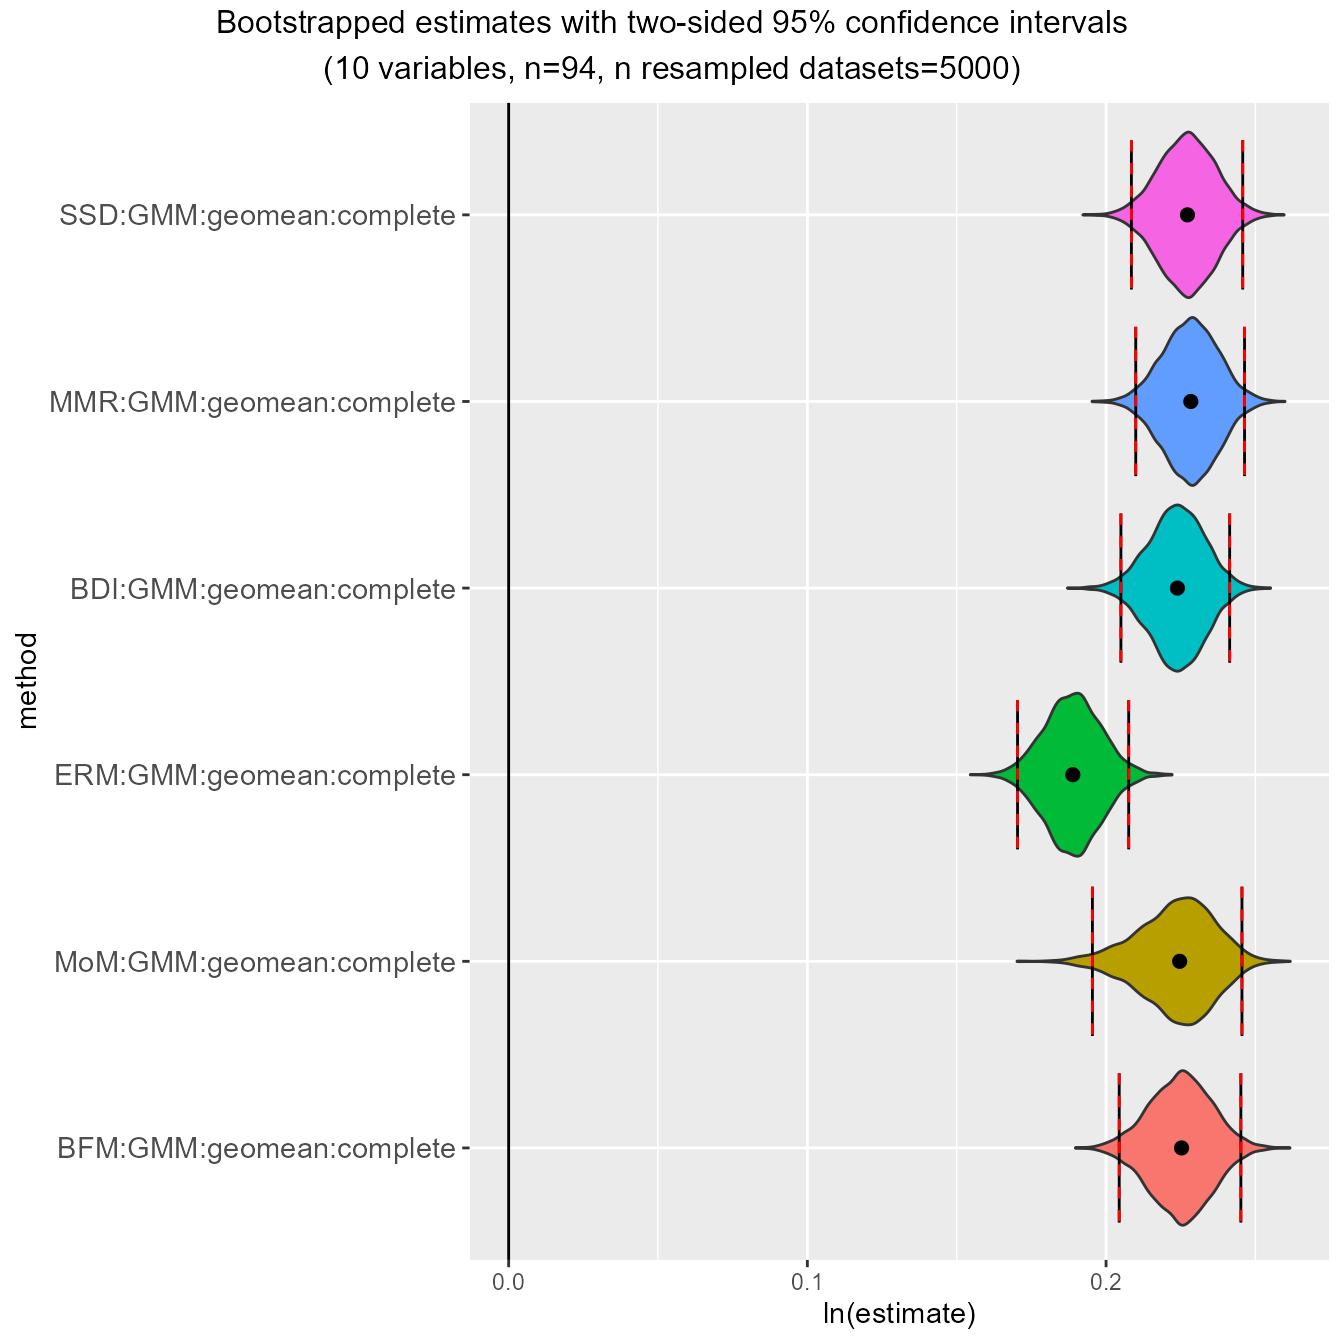 Bootstrapped estimates with two-sided 95% confidence intervals
(10 variables, n=94, n resampled datasets=5000)
SSD:GMM:geomean:complete
MMR:GMM:geomean:complete
BDI:GMM:geomean:complete
method
ERM:GMM:geomean:complete
MoM:GMM:geomean:complete
BFM:GMM:geomean:complete
0.0 0.1 0.2
ln(estimate)